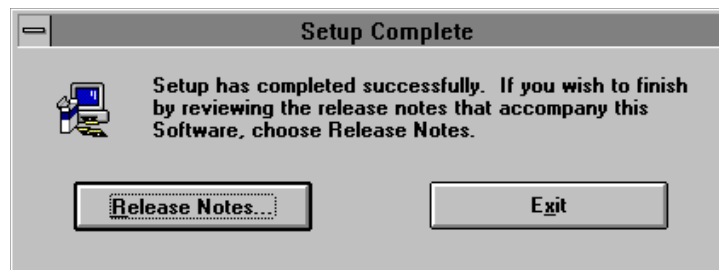 Setup Complete
Setup has completed successfully.  If you wish to finish
by reviewing the release notes that accompany this
Software, choose Release Notes.
Release Notes...
Exit